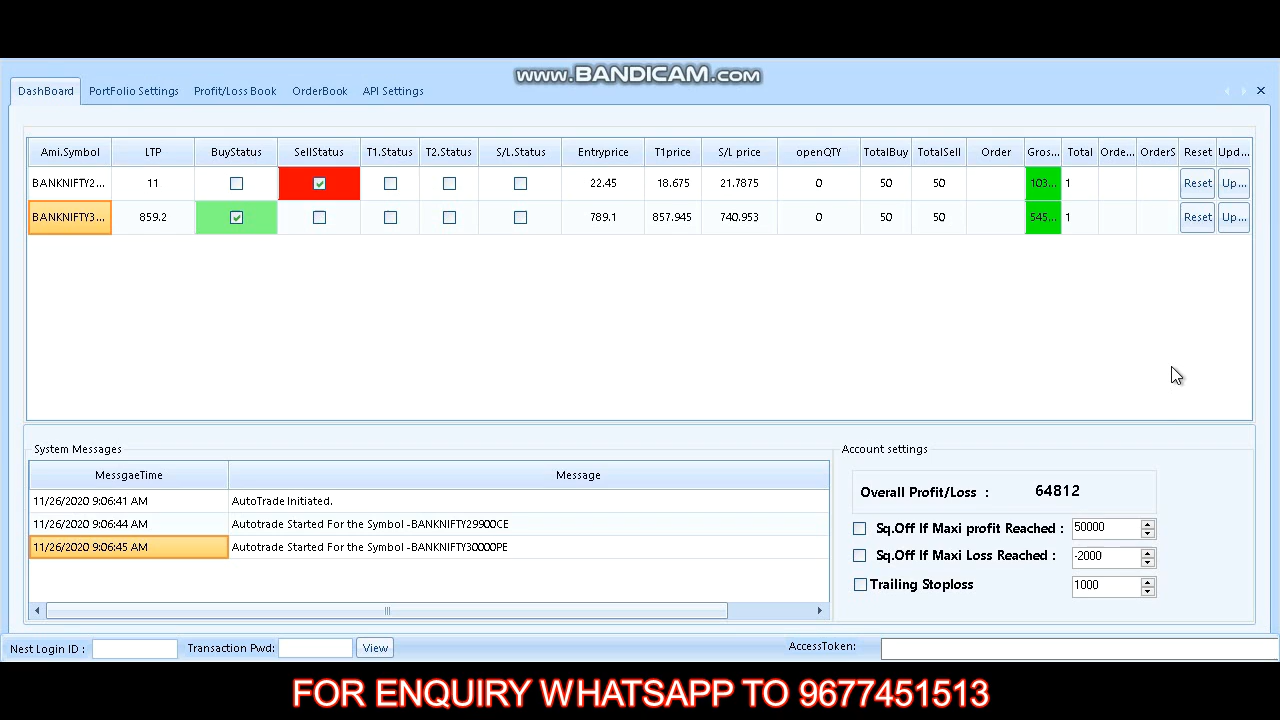 www.BANDICAM.com
DashBoard PortFolio Settings Profit/Loss Book OrderBook API Settings
Ami.Symbol LTP BuyStatus SellStatus T1.Status T2.Status S/L.Status Entryprice T1price S/L price openQTY TotalBuy TotalSell Order Gros... Total Orde... OrderS Reset Upd...
BANKNIFTY2... 11 22.45 18.675 21.7875 0 50 50 103... 1 Reset Up...
BANKNIFTY3... 859.2 789.1 857.945 740.953 0 50 50 545... 1 Reset Up...
System Messages
MessgaeTime Message
11/26/2020 9:06:41 AM AutoTrade Initiated.
11/26/2020 9:06:44 AM Autotrade Started For the Symbol -BANKNIFTY29900CE
11/26/2020 9:06:45 AM Autotrade Started For the Symbol -BANKNIFTY30000PE
Account settings
Overall Profit/Loss : 64812
Sq.Off If Maxi profit Reached : 50000
Sq.Off If Maxi Loss Reached : -2000
Trailing Stoploss 1000
Nest Login ID : Transaction Pwd: View AccessToken:
FOR ENQUIRY WHATSAPP TO 9677451513